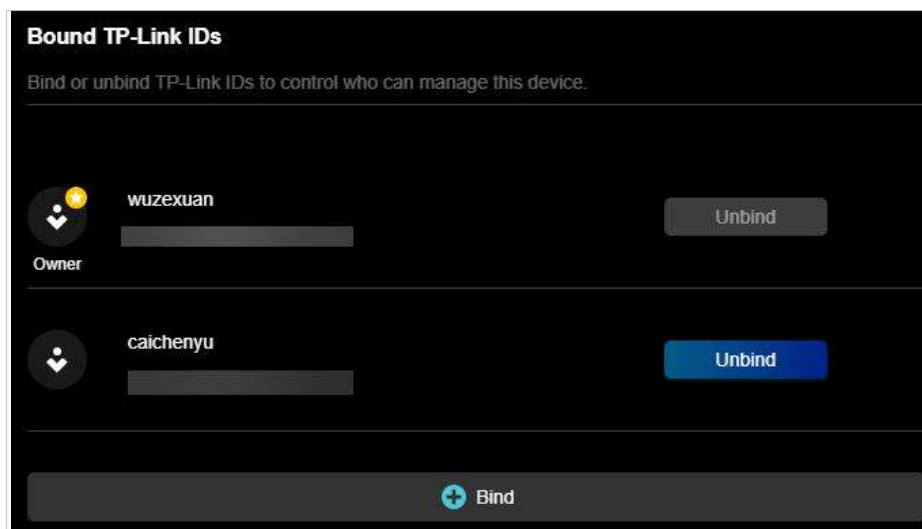 Bound TP-Link IDs
Bind or unbind TP-Link IDs to control who can manage this device.
wuzexuan
Unbind
Owner
caichenyu
Unbind
Bind